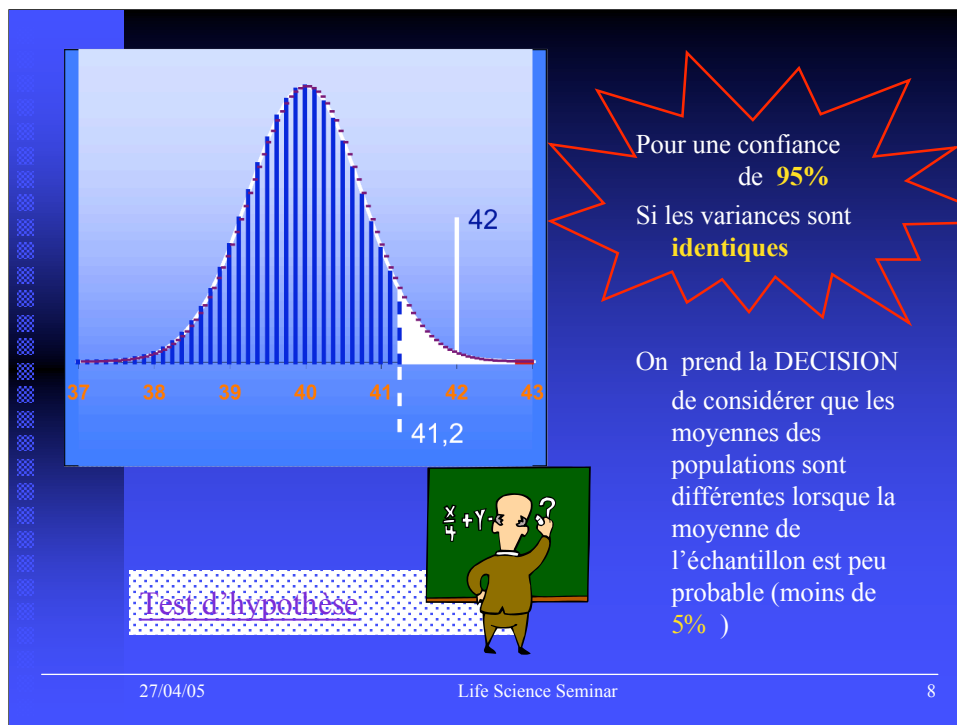 42
37 38 39 40 41 42 43
41,2
Pour une confiance
de 95%
Si les variances sont
identiques
On prend la DECISION
de considérer que les
moyennes des
populations sont
différentes lorsque la
moyenne de
l’échantillon est peu
probable (moins de
5% )
x/4 + Y · ?
Test d’hypothèse
27/04/05 Life Science Seminar 8